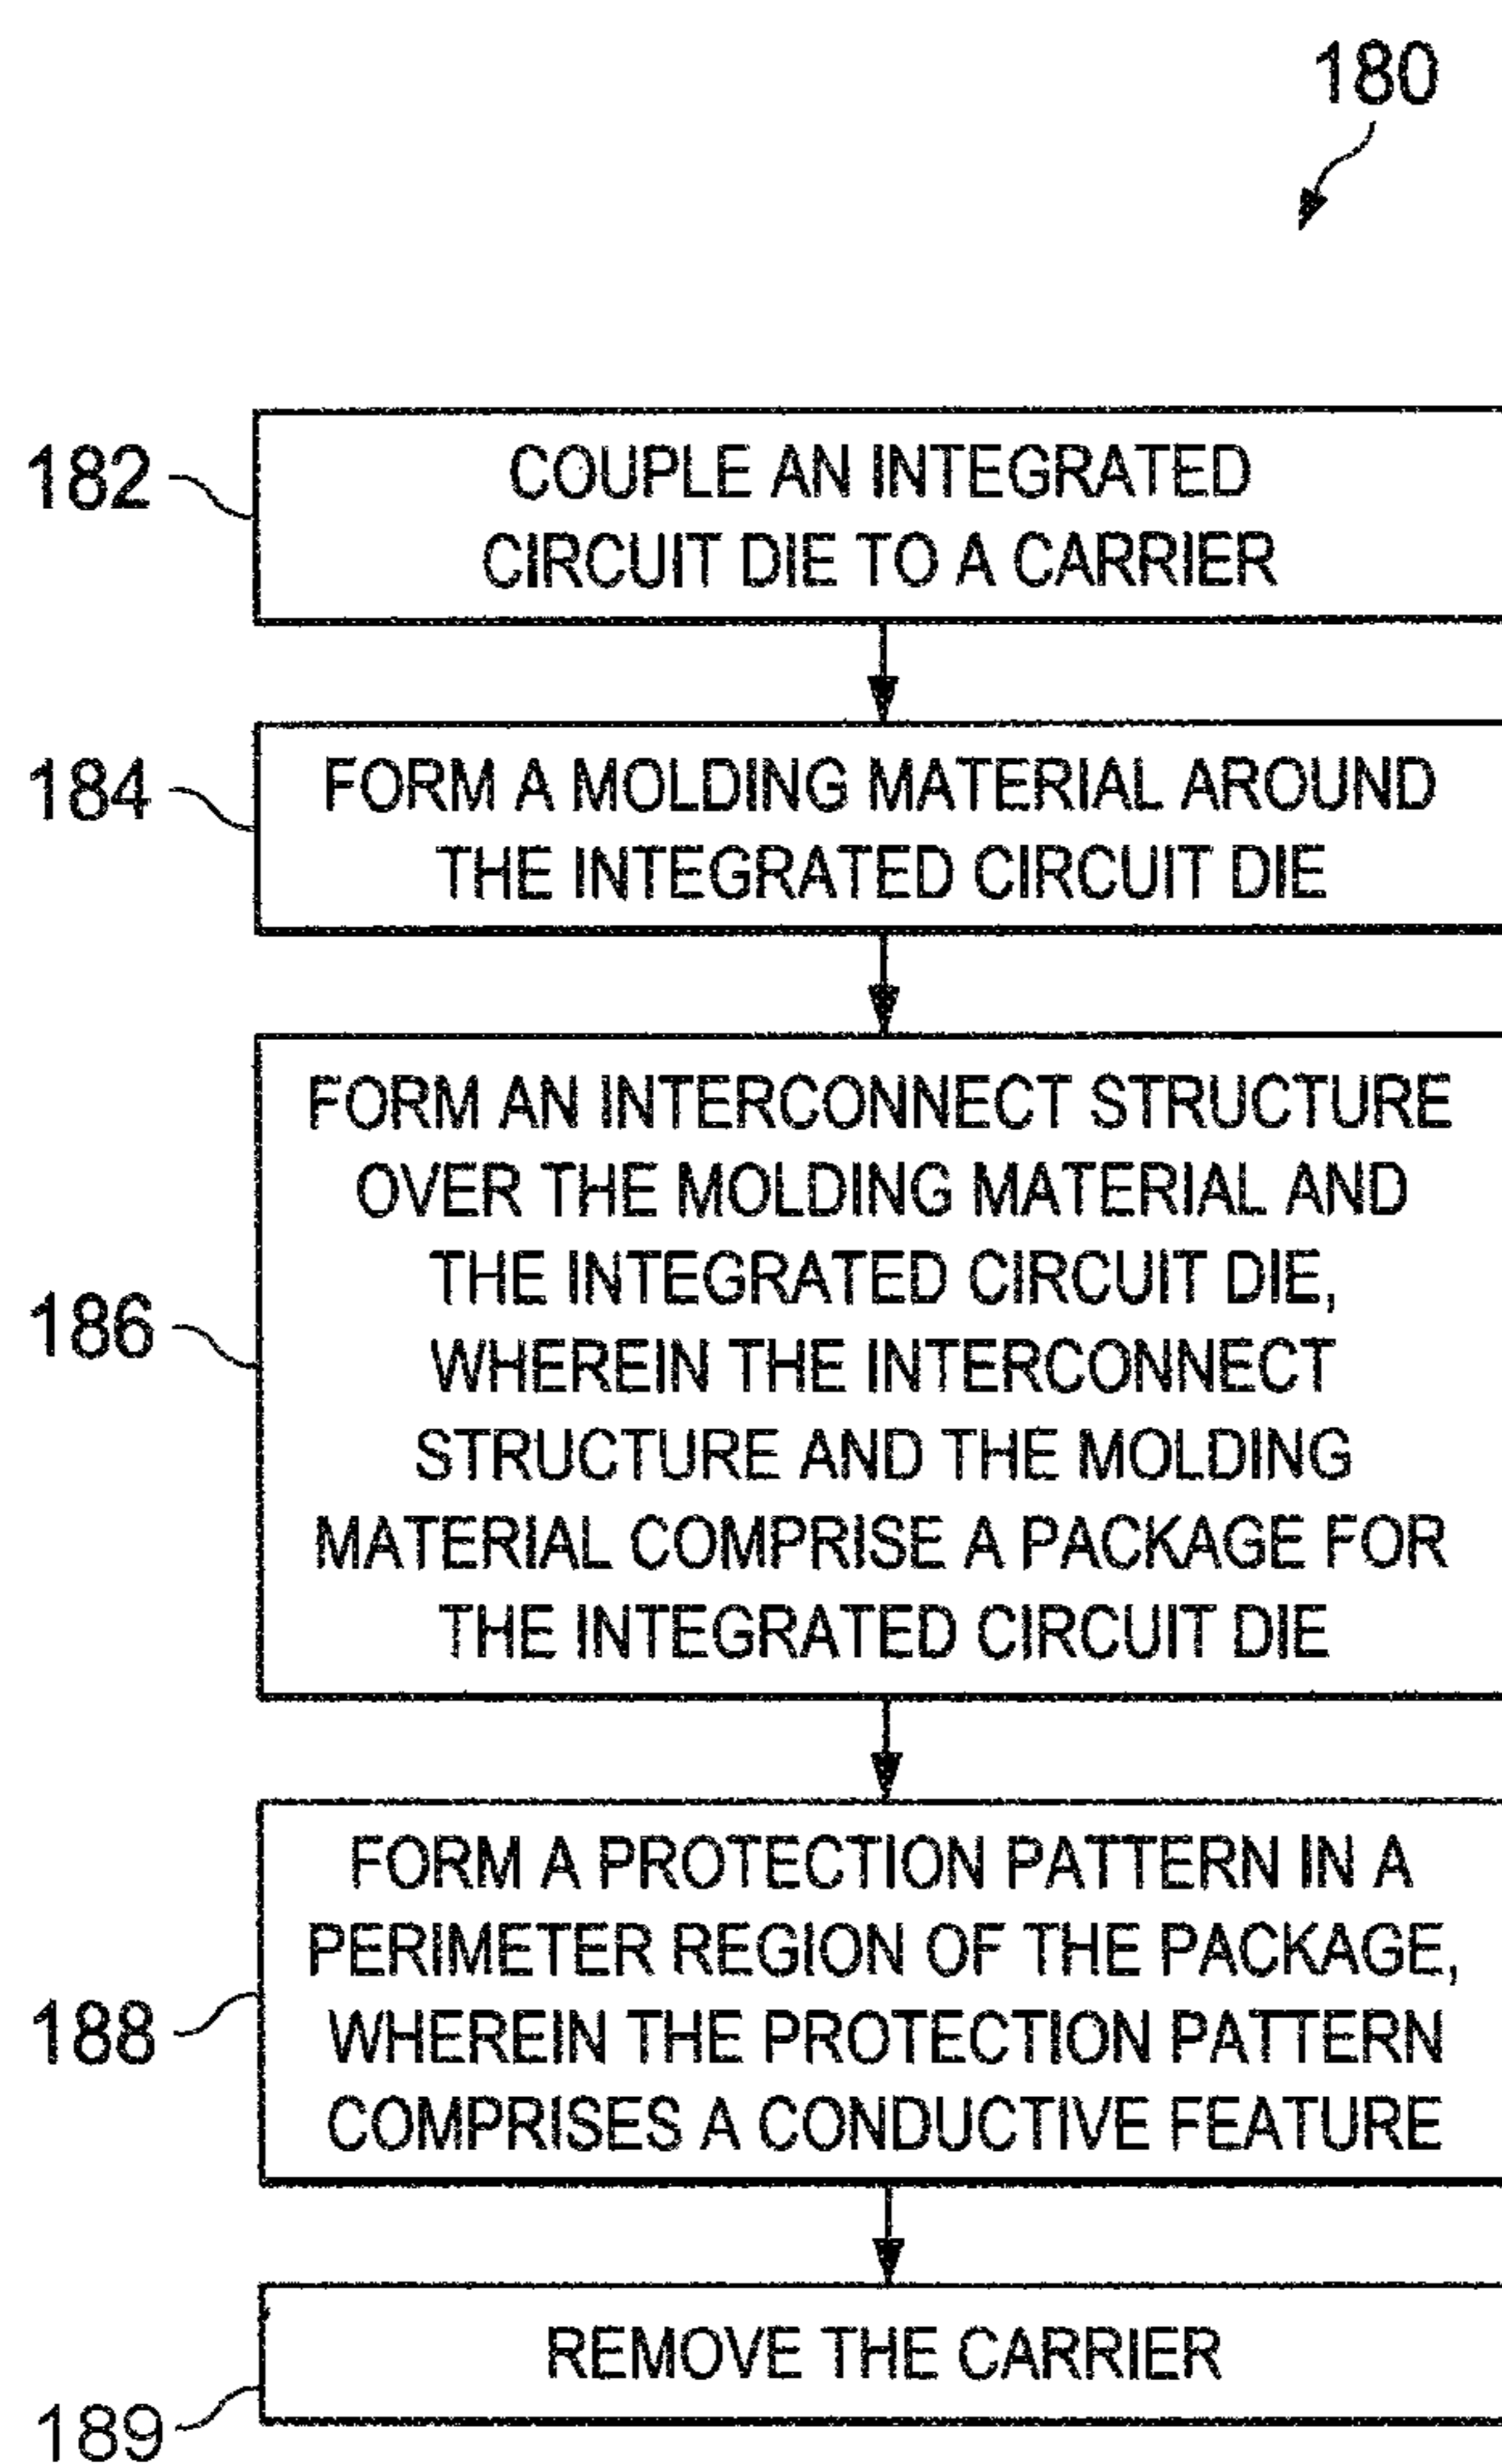 180
182
COUPLE AN INTEGRATED
CIRCUIT DIE TO A CARRIER
184
FORM A MOLDING MATERIAL AROUND
THE INTEGRATED CIRCUIT DIE
186
FORM AN INTERCONNECT STRUCTURE
OVER THE MOLDING MATERIAL AND
THE INTEGRATED CIRCUIT DIE,
WHEREIN THE INTERCONNECT
STRUCTURE AND THE MOLDING
MATERIAL COMPRISE A PACKAGE FOR
THE INTEGRATED CIRCUIT DIE
188
FORM A PROTECTION PATTERN IN A
PERIMETER REGION OF THE PACKAGE,
WHEREIN THE PROTECTION PATTERN
COMPRISES A CONDUCTIVE FEATURE
189
REMOVE THE CARRIER